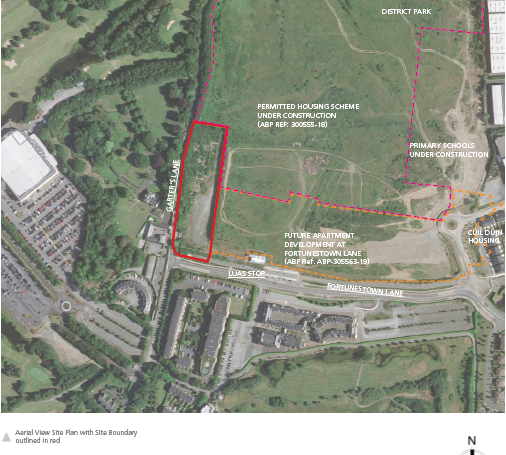 DISTRICT PARK
PERMITTED HOUSING SCHEME
UNDER CONSTRUCTION
(ABP REF: 300555-18)
PRIMARY SCHOOLS
UNDER CONSTRUCTION
GARTER'S LANE
FUTURE APARTMENT
DEVELOPMENT AT
FORTUNESTOWN LANE
(ABP Ref. ABP-305563-19)
CUIL DUIN
HOUSING
LUAS STOP
FORTUNESTOWN LANE
Aerial View Site Plan with Site Boundary
outlined in red
N